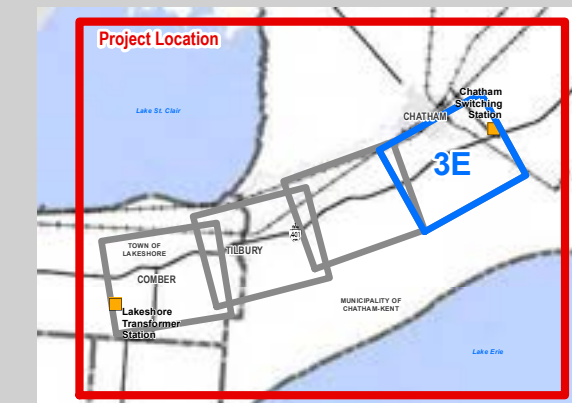 Project Location
Lake St. Clair
Chatham
Switching
Station
CHATHAM
3E
TOWN OF
LAKESHORE
TILBURY
401
COMBER
MUNICIPALITY OF
CHATHAM-KENT
Lakeshore
Transformer
Station
Lake Erie